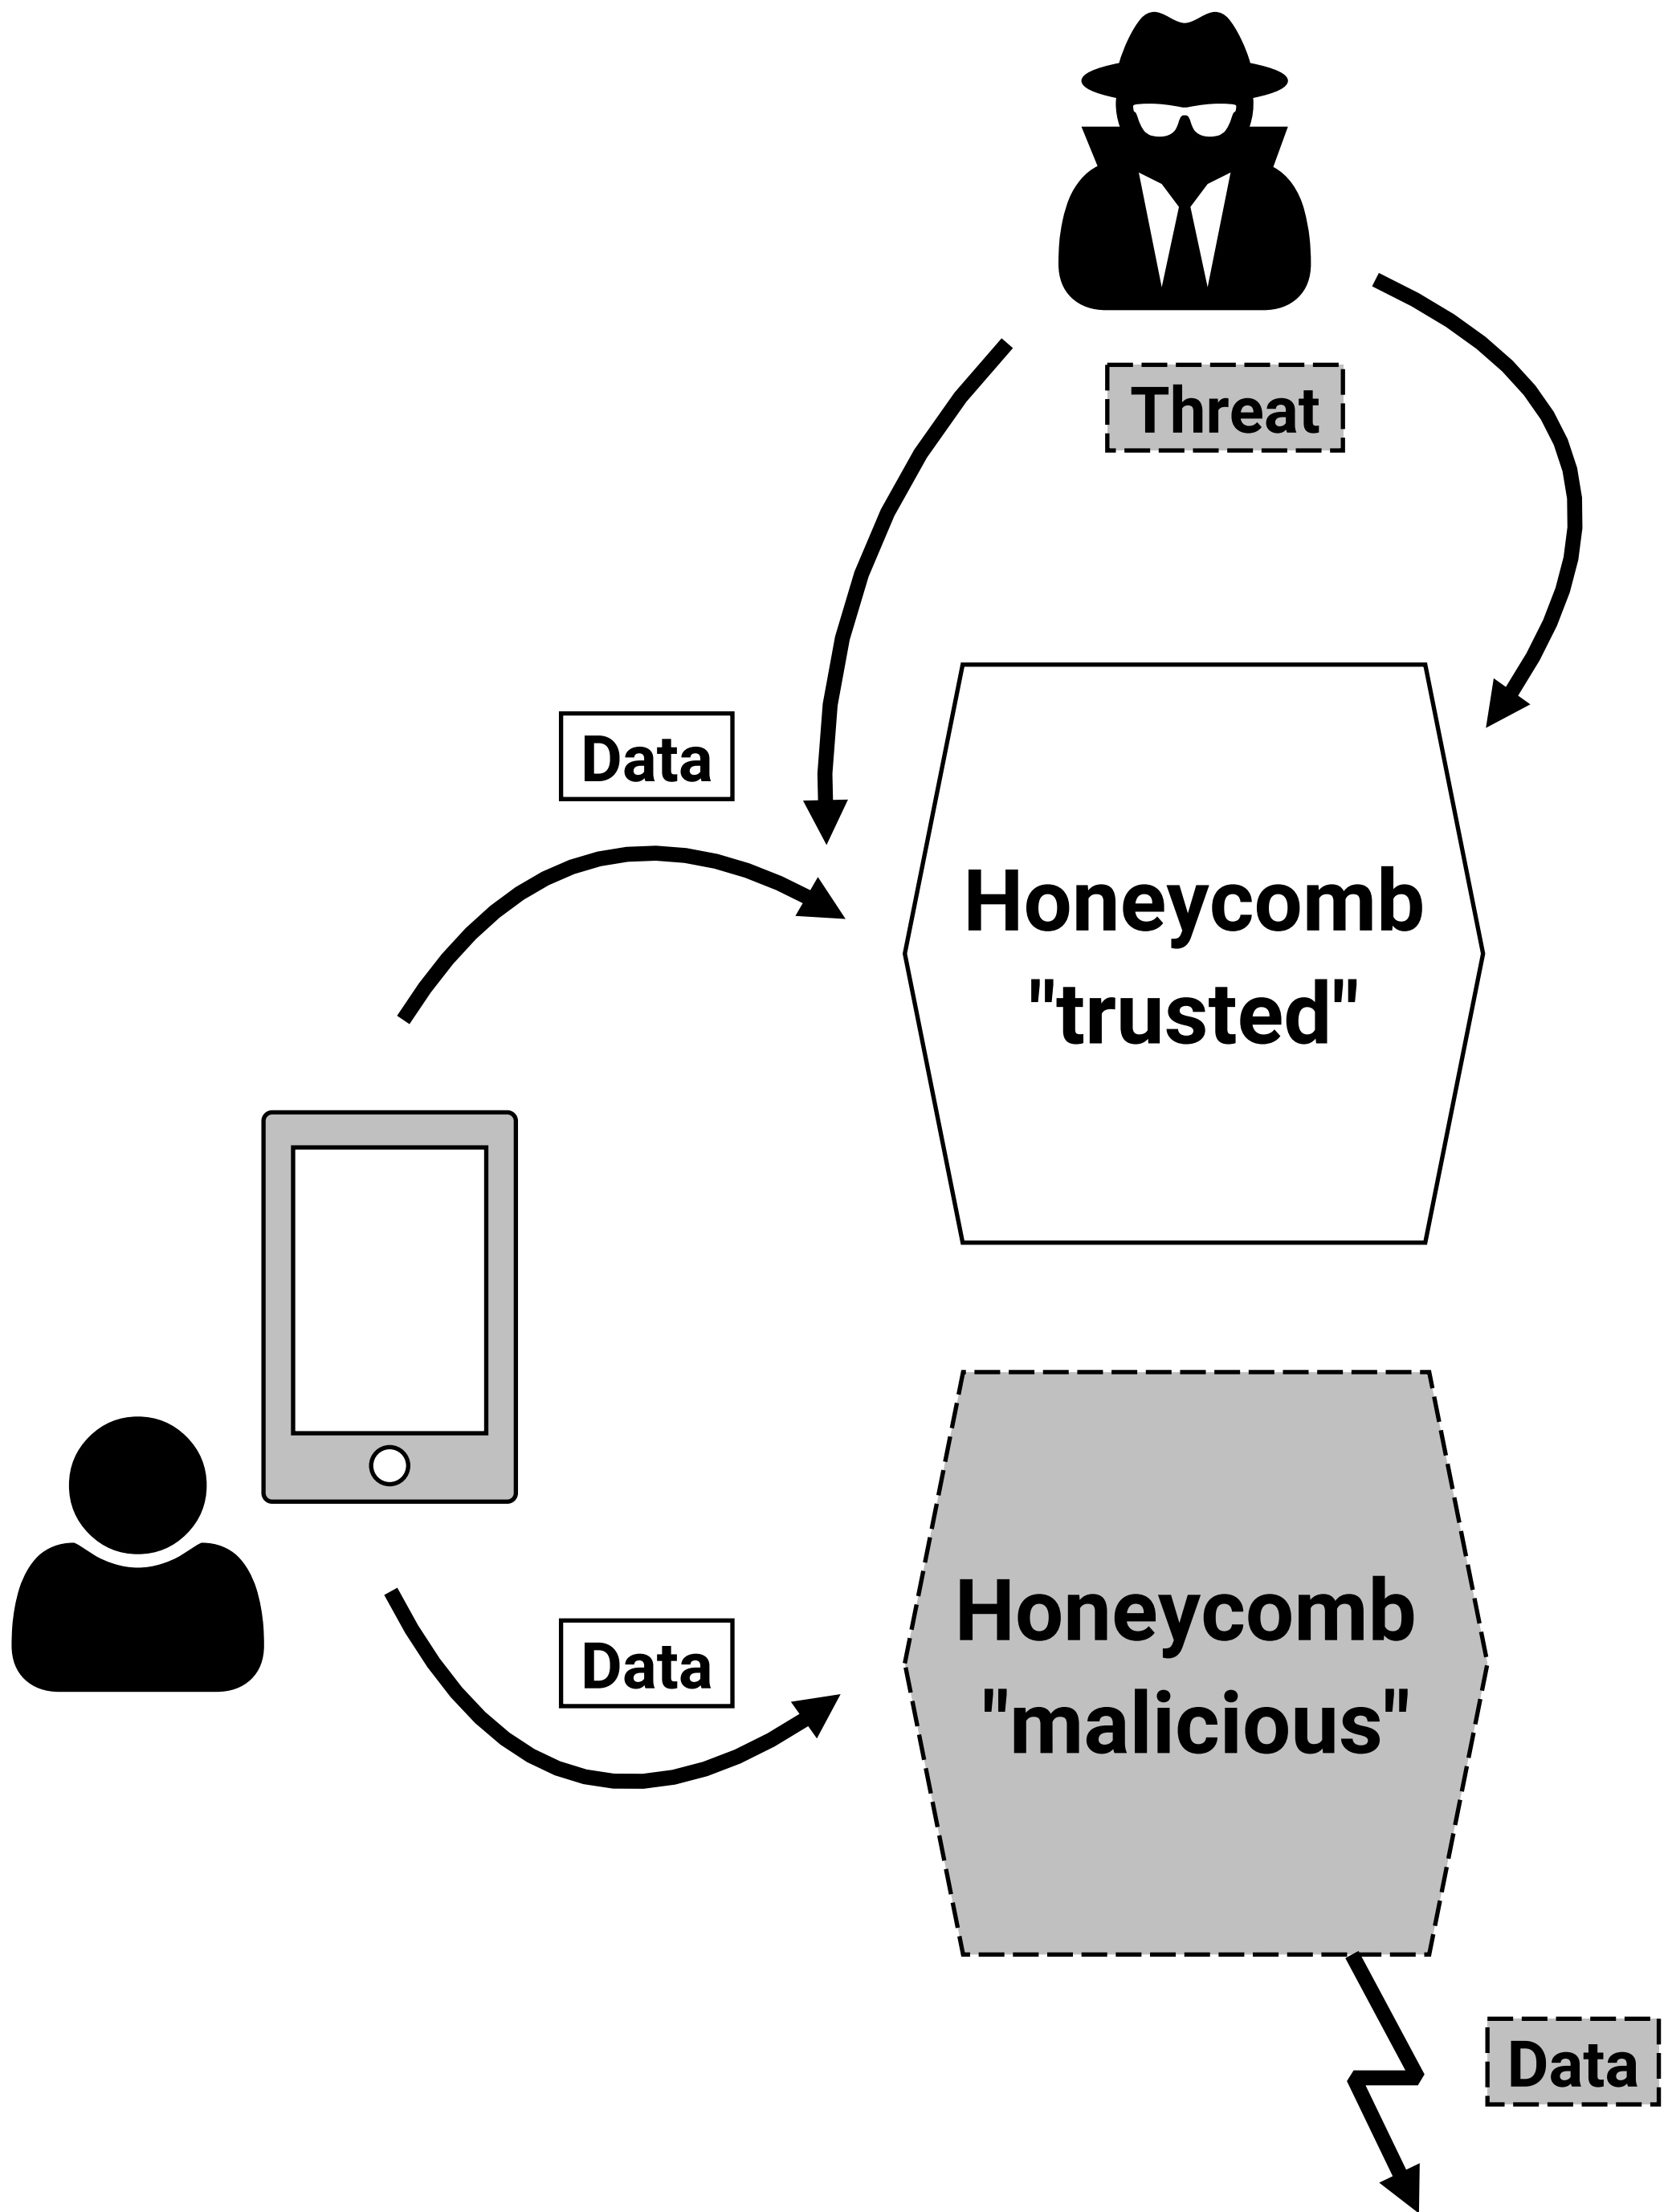 Threat
Data
Honeycomb
"trusted"
Honeycomb
"malicious"
Data
Data